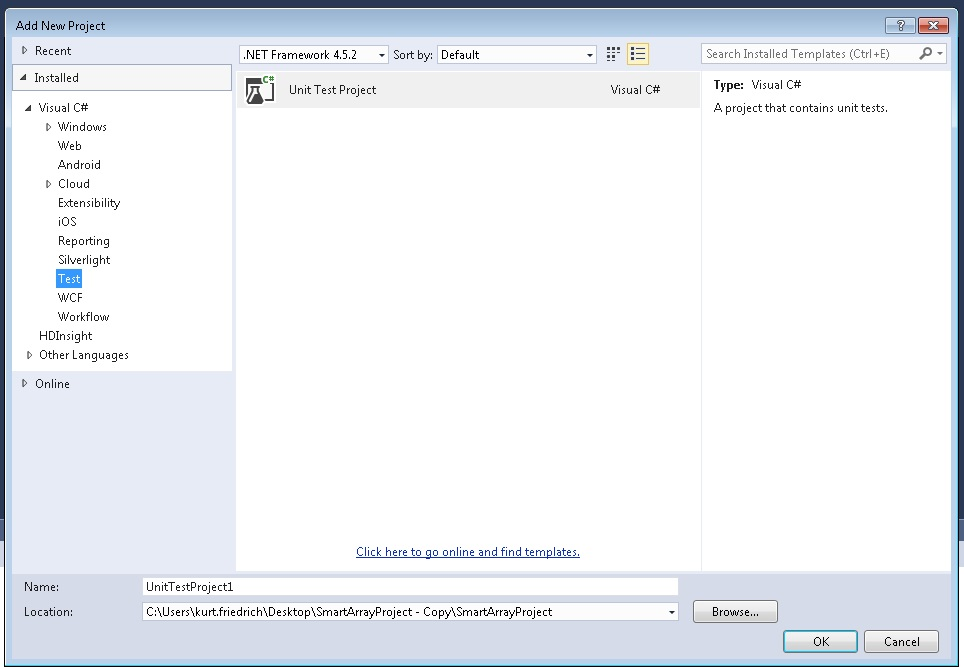 Add New Project
?
Recent
.NET Framework 4.5.2
Sort by:
Default
Search Installed Templates (Ctrl+E)
Installed
Visual C#
Windows
Web
Android
Cloud
Extensibility
iOS
Reporting
Silverlight
Test
WCF
Workflow
HDInsight
Other Languages
Online
C#
Unit Test Project
Visual C#
Type: Visual C#
A project that contains unit tests.
Click here to go online and find templates.
Name:
UnitTestProject1
Location:
C:\Users\kurt.friedrich\Desktop\SmartArrayProject - Copy\SmartArrayProject
Browse...
OK
Cancel